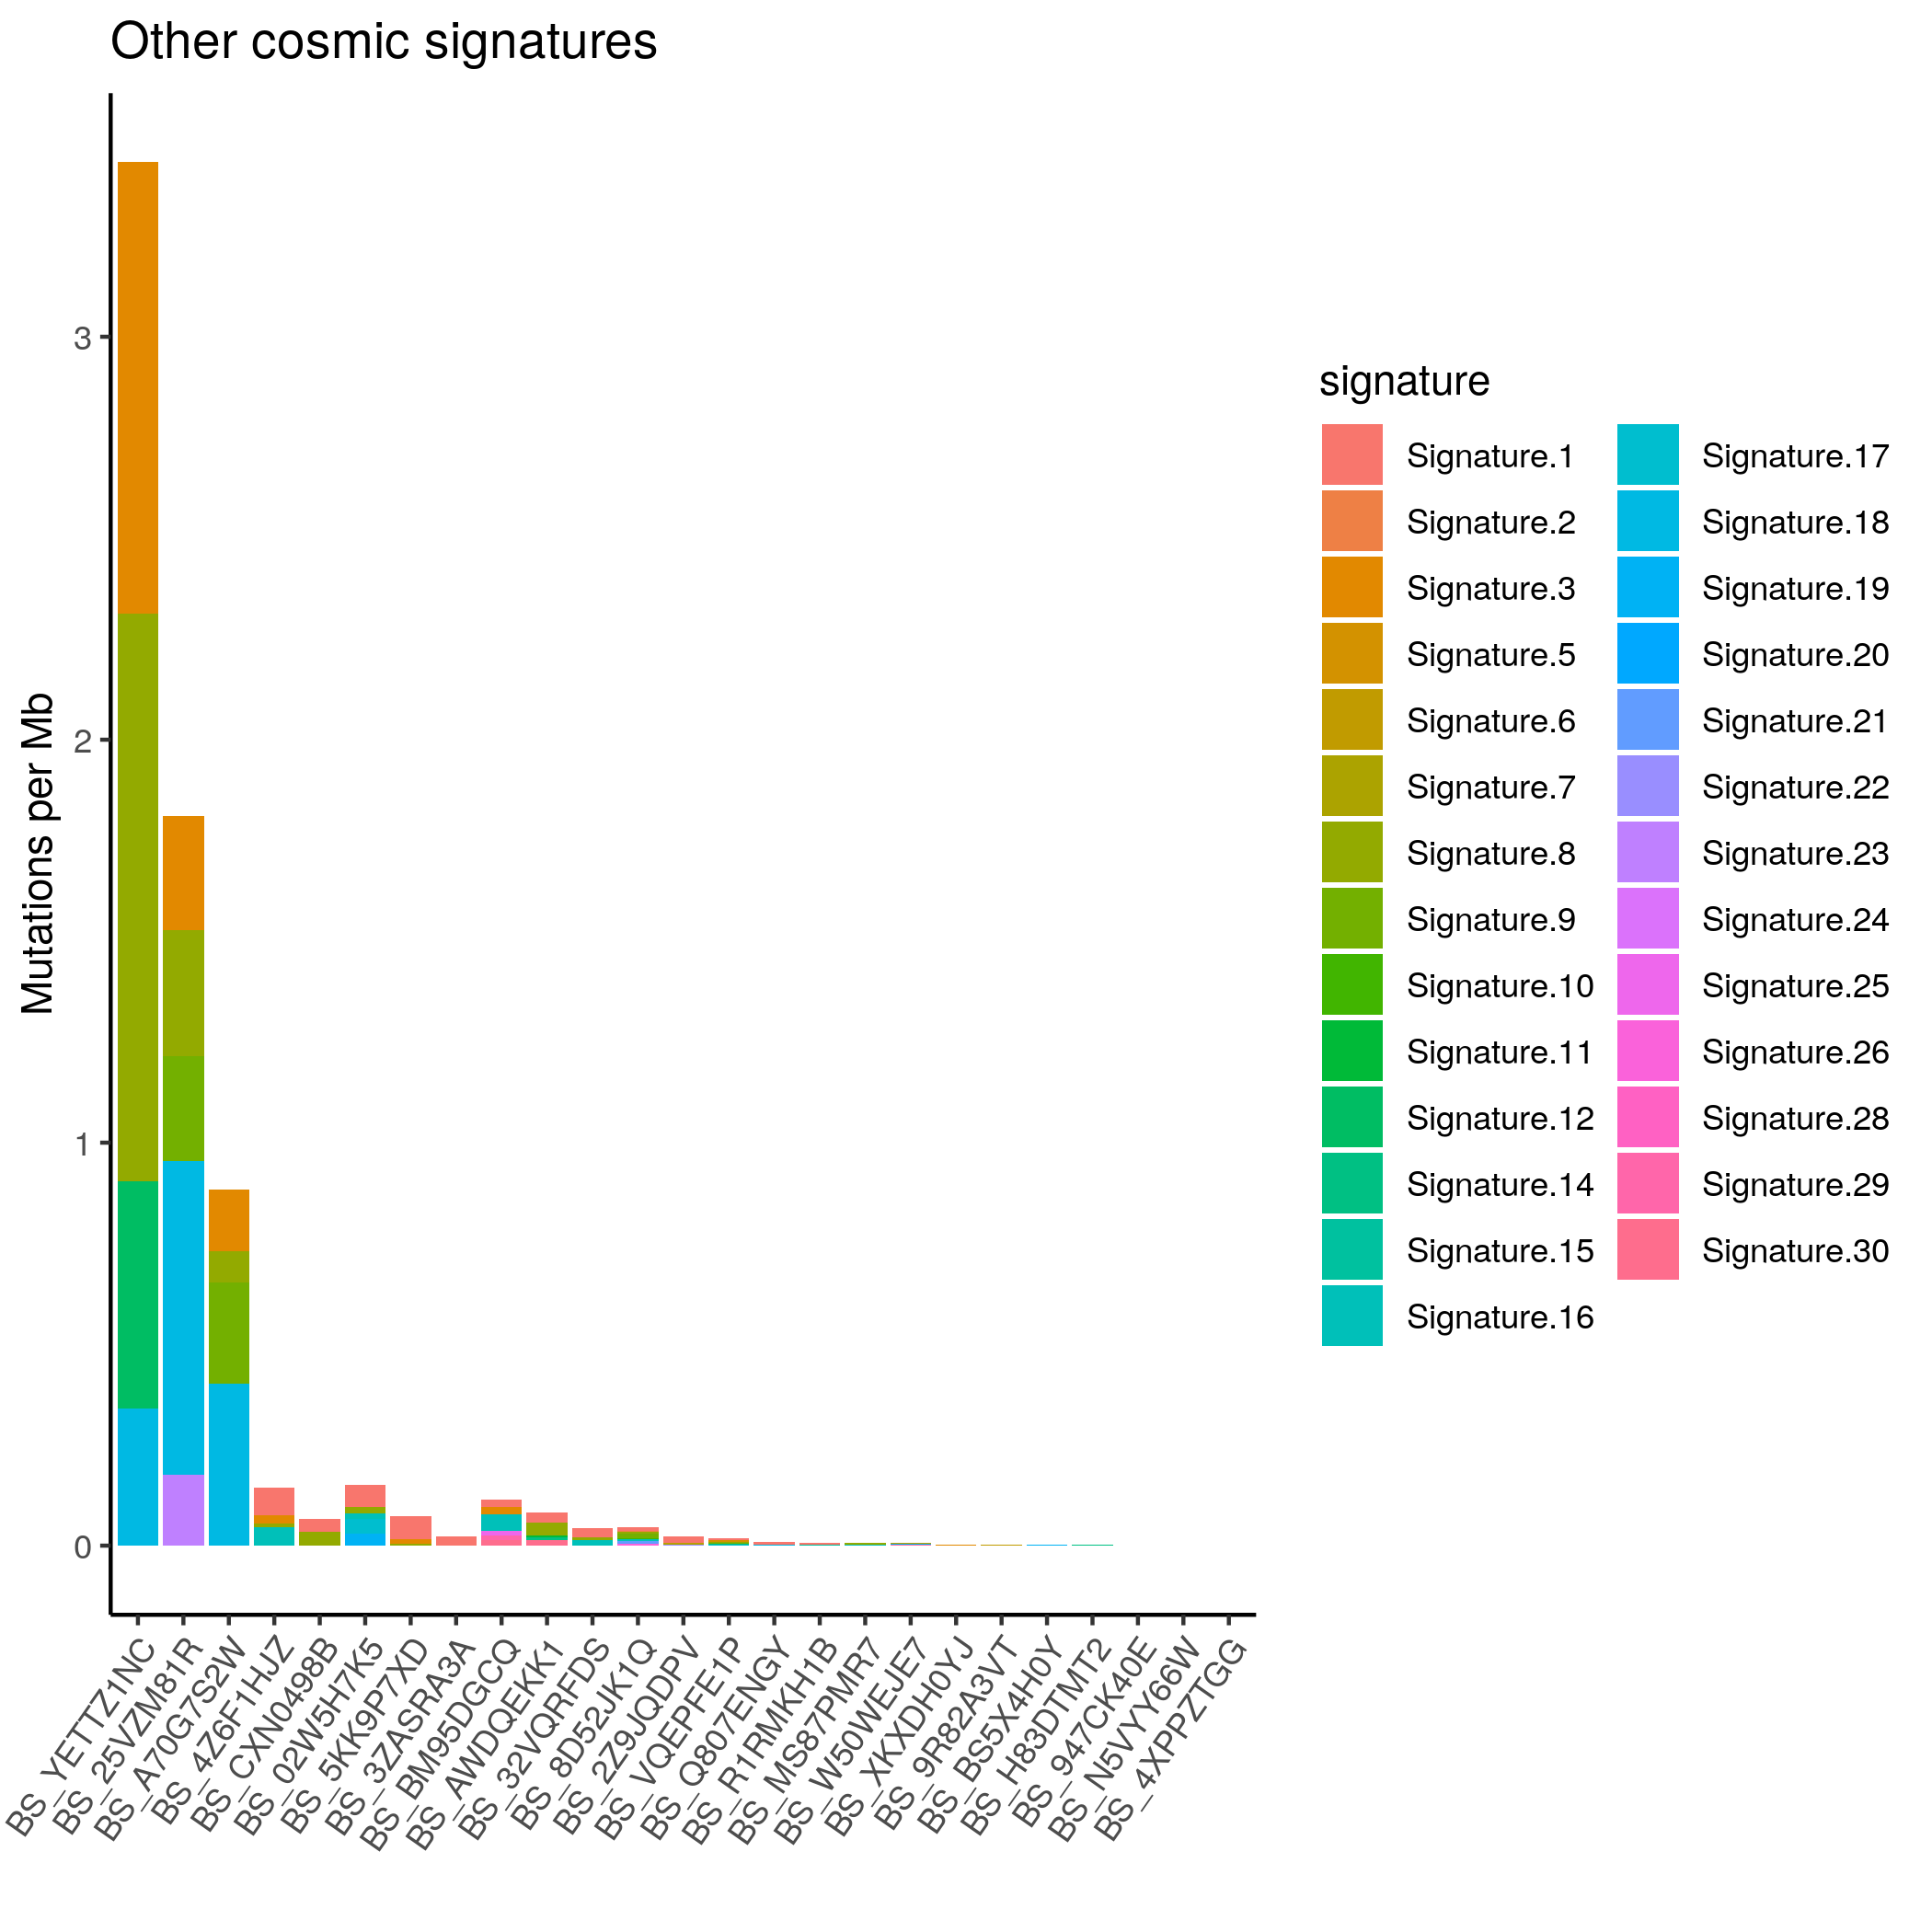 Other cosmic signatures
Mutations per Mb
3
2
1
0
BS_YETTZ1NC
BS_25VZM81R
BS_A70G7S2W
BS_4Z6F1HJZ
BS_CXN0498B
BS_02W5H7K5
BS_5KK9P7XD
BS_3ZASRA3A
BS_BM95DGCQ
BS_AWDQEKK1
BS_32VQRFDS
BS_8D52JK1Q
BS_2Z9JQDPV
BS_VQEPFE1P
BS_Q807ENGY
BS_R1RMKH1B
BS_MS87PMR7
BS_W50WEJE7
BS_XKXDH0YJ
BS_9R82A3VT
BS_BS5X4H0Y
BS_H83DTMT2
BS_947CK40E
BS_N5VYY66W
BS_4XPPZTGG
signature
Signature.1
Signature.2
Signature.3
Signature.5
Signature.6
Signature.7
Signature.8
Signature.9
Signature.10
Signature.11
Signature.12
Signature.14
Signature.15
Signature.16
Signature.17
Signature.18
Signature.19
Signature.20
Signature.21
Signature.22
Signature.23
Signature.24
Signature.25
Signature.26
Signature.28
Signature.29
Signature.30